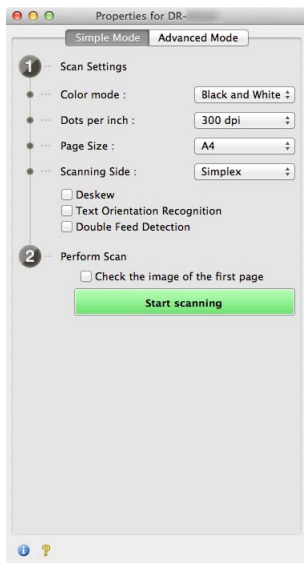 Properties for DR-
Simple Mode Advanced Mode
1 Scan Settings
Color mode : Black and White
Dots per inch : 300 dpi
Page Size : A4
Scanning Side : Simplex
Deskew
Text Orientation Recognition
Double Feed Detection
2 Perform Scan
Check the image of the first page
Start scanning